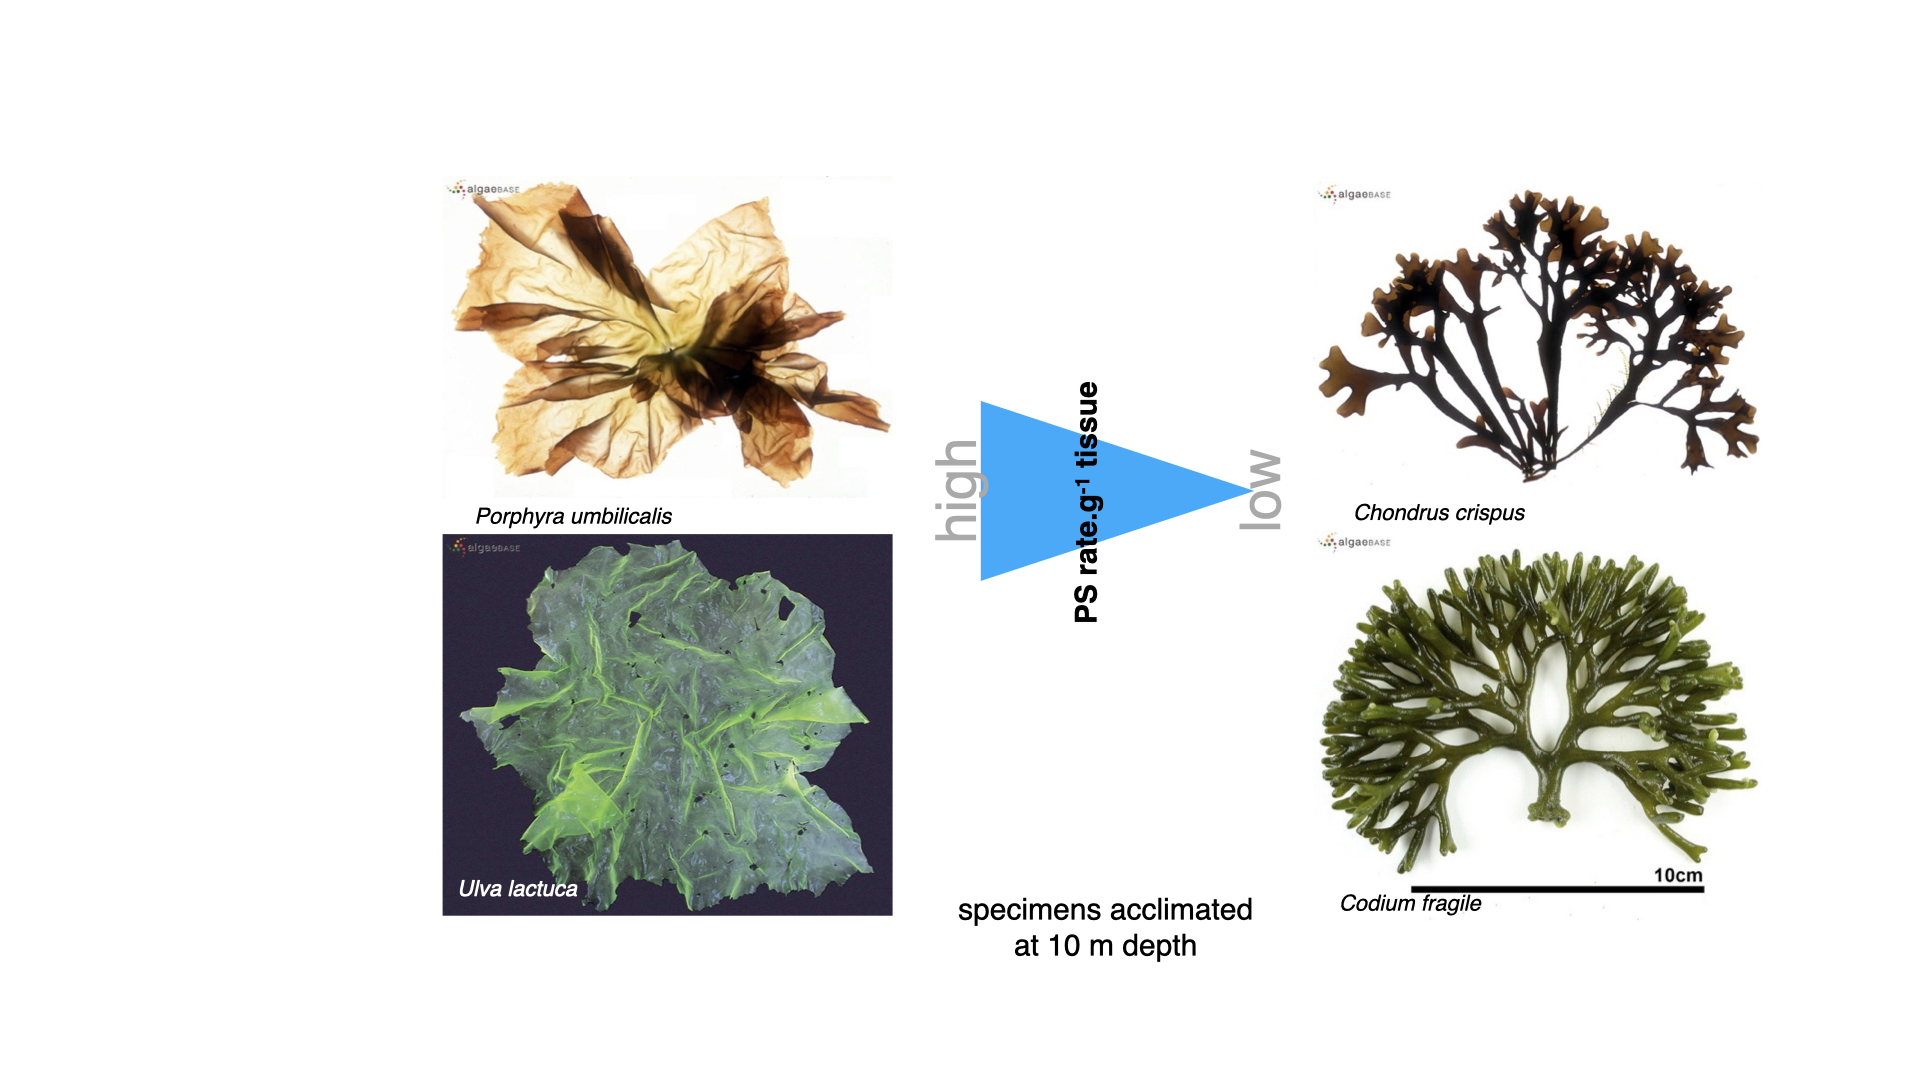 algaeBASE
Porphyra umbilicalis
algaeBASE
Ulva lactuca
high
PS rate.g⁻¹ tissue
low
specimens acclimated
at 10 m depth
algaeBASE
Chondrus crispus
algaeBASE
10cm
Codium fragile